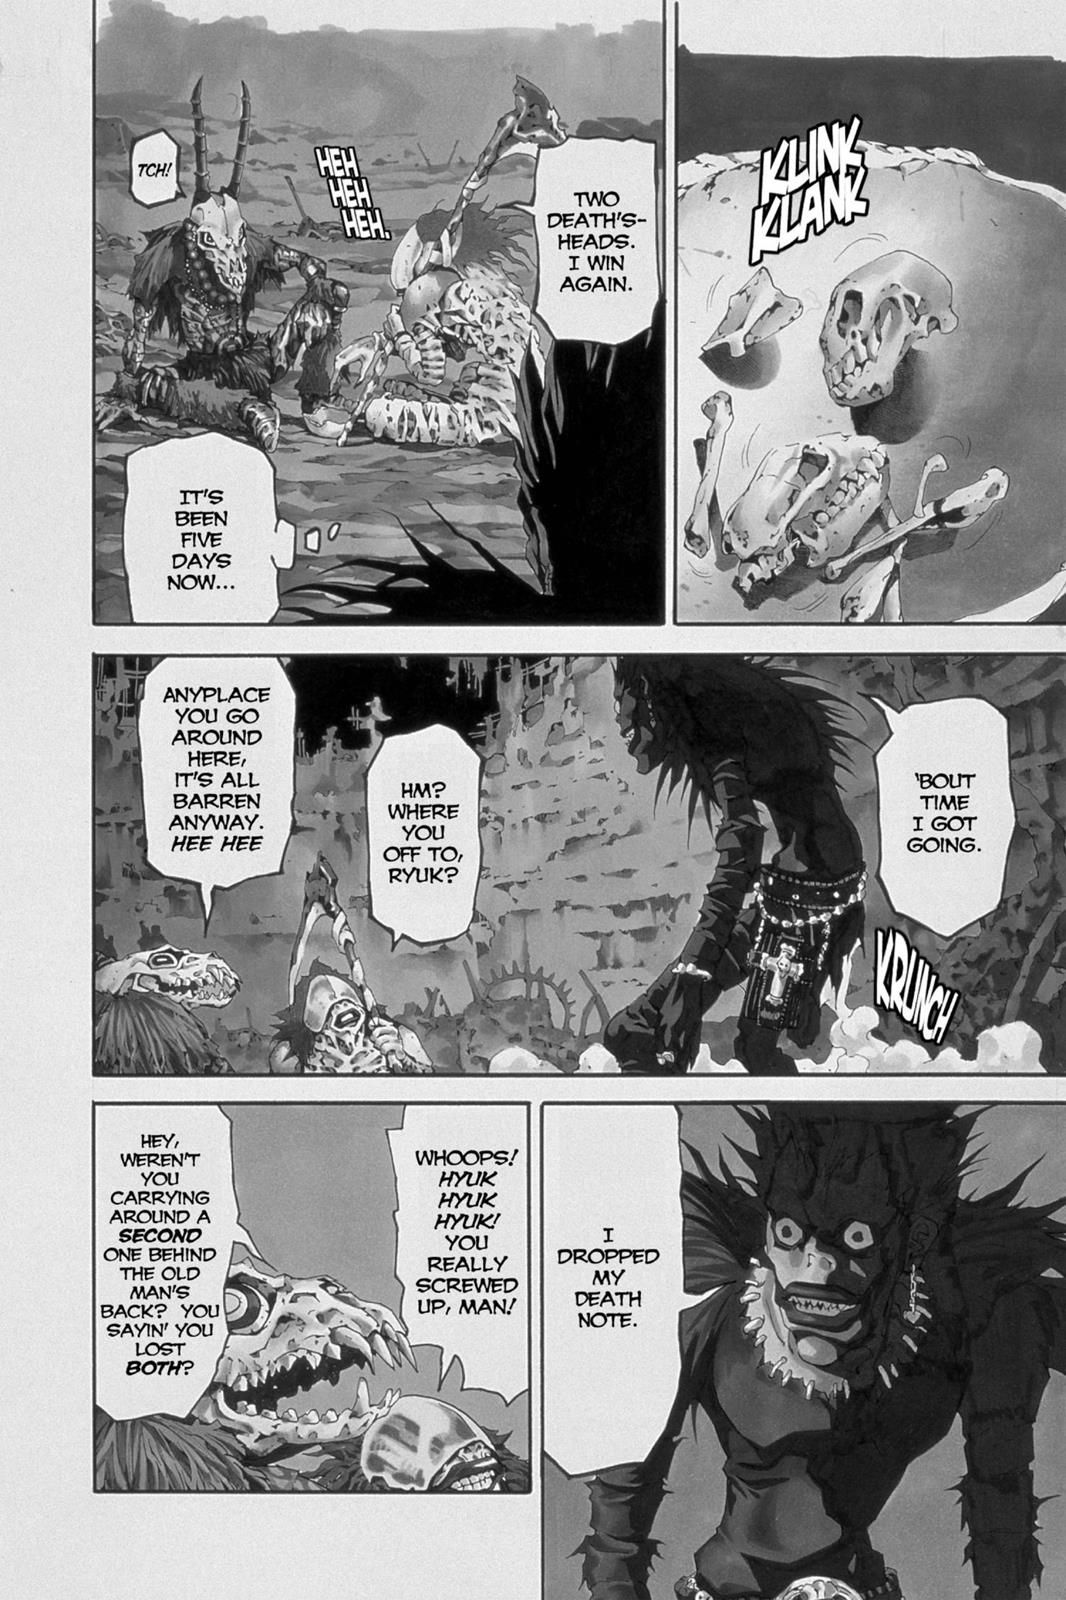 KLINK
KLANK
TWO
DEATH'S-
HEADS.
I WIN
AGAIN.
HEH
HEH
HEH.
TCH!
IT'S
BEEN
FIVE
DAYS
NOW...
'BOUT
TIME
I GOT
GOING.
KRUNCH
HM?
WHERE
YOU
OFF TO,
RYUK?
ANYPLACE
YOU GO
AROUND
HERE,
IT'S ALL
BARREN
ANYWAY.
HEE HEE
I
DROPPED
MY
DEATH
NOTE.
WHOOPS!
HYUK
HYUK
HYUK!
YOU
REALLY
SCREWED
UP, MAN!
HEY,
WEREN'T
YOU
CARRYING
AROUND A
SECOND
ONE BEHIND
THE OLD
MAN'S
BACK? YOU
SAYIN' YOU
LOST
BOTH?